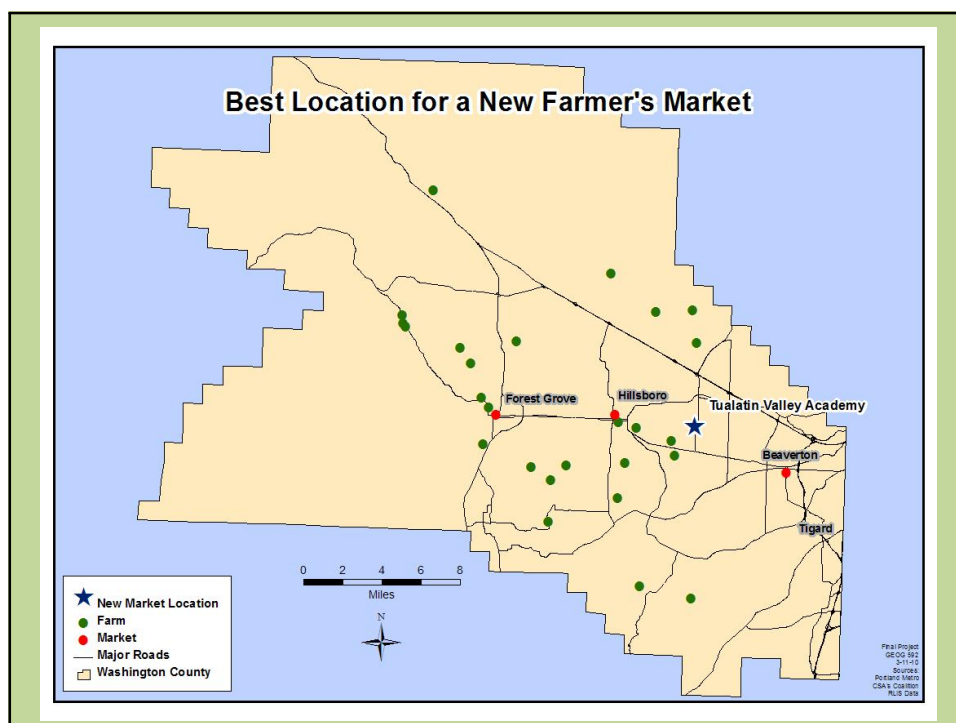 Best Location for a New Farmer's Market
Forest Grove
Hillsboro
Tualatin Valley Academy
Beaverton
Tigard
0 2 4 6 8
Miles
N
New Market Location
Farm
Market
Major Roads
Washington County
Final Project
GEOG 592
3-11-10
Sources:
Portland Metro
CSA's Coalition
RLIS Data